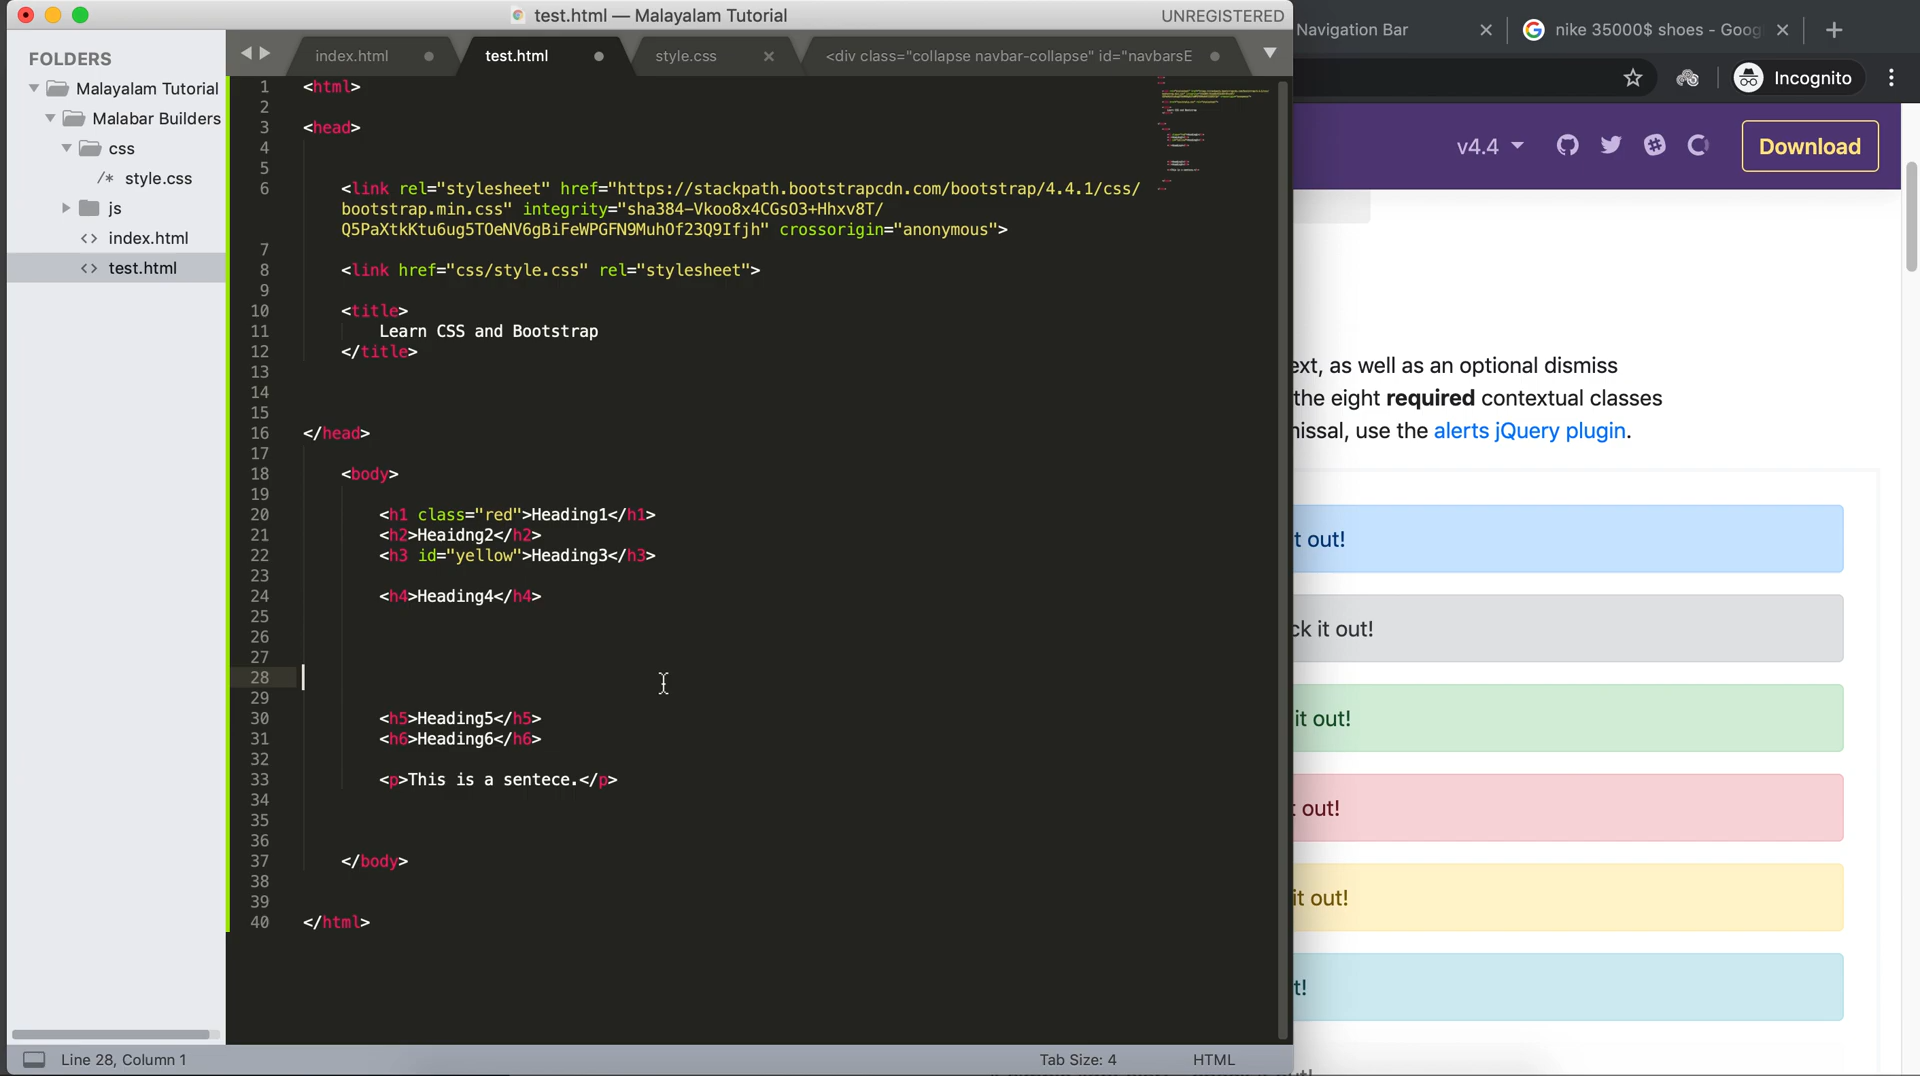 test.html — Malayalam Tutorial
UNREGISTERED
FOLDERS
Malayalam Tutorial
Malabar Builders
css
/* style.css
js
<> index.html
<> test.html
index.html
test.html
style.css
<div class="collapse navbar-collapse" id="navbarsE
1 <html>
2
3 <head>
4
5
6 <link rel="stylesheet" href="https://stackpath.bootstrapcdn.com/bootstrap/4.4.1/css/
bootstrap.min.css" integrity="sha384-Vkoo8x4CGsO3+Hhxv8T/
Q5PaXtkKtu6ug5TOeNV6gBiFeWPGFN9MuhOf23Q9Ifjh" crossorigin="anonymous">
7
8 <link href="css/style.css" rel="stylesheet">
9
10 <title>
11 Learn CSS and Bootstrap
12 </title>
13
14
15
16 </head>
17
18 <body>
19
20 <h1 class="red">Heading1</h1>
21 <h2>Heaidng2</h2>
22 <h3 id="yellow">Heading3</h3>
23
24 <h4>Heading4</h4>
25
26
27
28
29
30 <h5>Heading5</h5>
31 <h6>Heading6</h6>
32
33 <p>This is a sentece.</p>
34
35
36
37 </body>
38
39
40 </html>
Line 28, Column 1
Tab Size: 4
HTML
Navigation Bar
nike 35000$ shoes - Goog
Incognito
v4.4
Download
ext, as well as an optional dismiss
the eight required contextual classes
nissal, use the alerts jQuery plugin.
t out!
ck it out!
it out!
t out!
it out!
t!